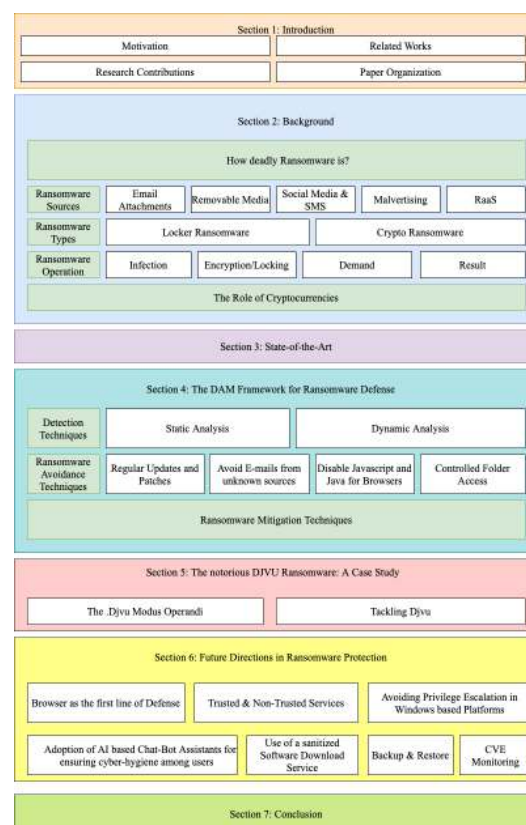 Section 1: Introduction
Motivation
Related Works
Research Contributions
Paper Organization
Section 2: Background
How deadly Ransomware is?
Ransomware
Sources
Email
Attachments
Removable Media
Social Media &
SMS
Malvertising
RaaS
Ransomware
Types
Locker Ransomware
Crypto Ransomware
Ransomware
Operation
Infection
Encryption/Locking
Demand
Result
The Role of Cryptocurrencies
Section 3: State-of-the-Art
Section 4: The DAM Framework for Ransomware Defense
Detection
Techniques
Static Analysis
Dynamic Analysis
Ransomware
Avoidance
Techniques
Regular Updates and
Patches
Avoid E-mails from
unknown sources
Disable Javascript and
Java for Browsers
Controlled Folder
Access
Ransomware Mitigation Techniques
Section 5: The notorious DJVU Ransomware: A Case Study
The .Djvu Modus Operandi
Tackling Djvu
Section 6: Future Directions in Ransomware Protection
Browser as the first line of Defense
Trusted & Non-Trusted Services
Avoiding Privilege Escalation in
Windows based Platforms
Adoption of AI based Chat-Bot Assistants for
ensuring cyber-hygiene among users
Use of a sanitized
Software Download
Service
Backup & Restore
CVE
Monitoring
Section 7: Conclusion